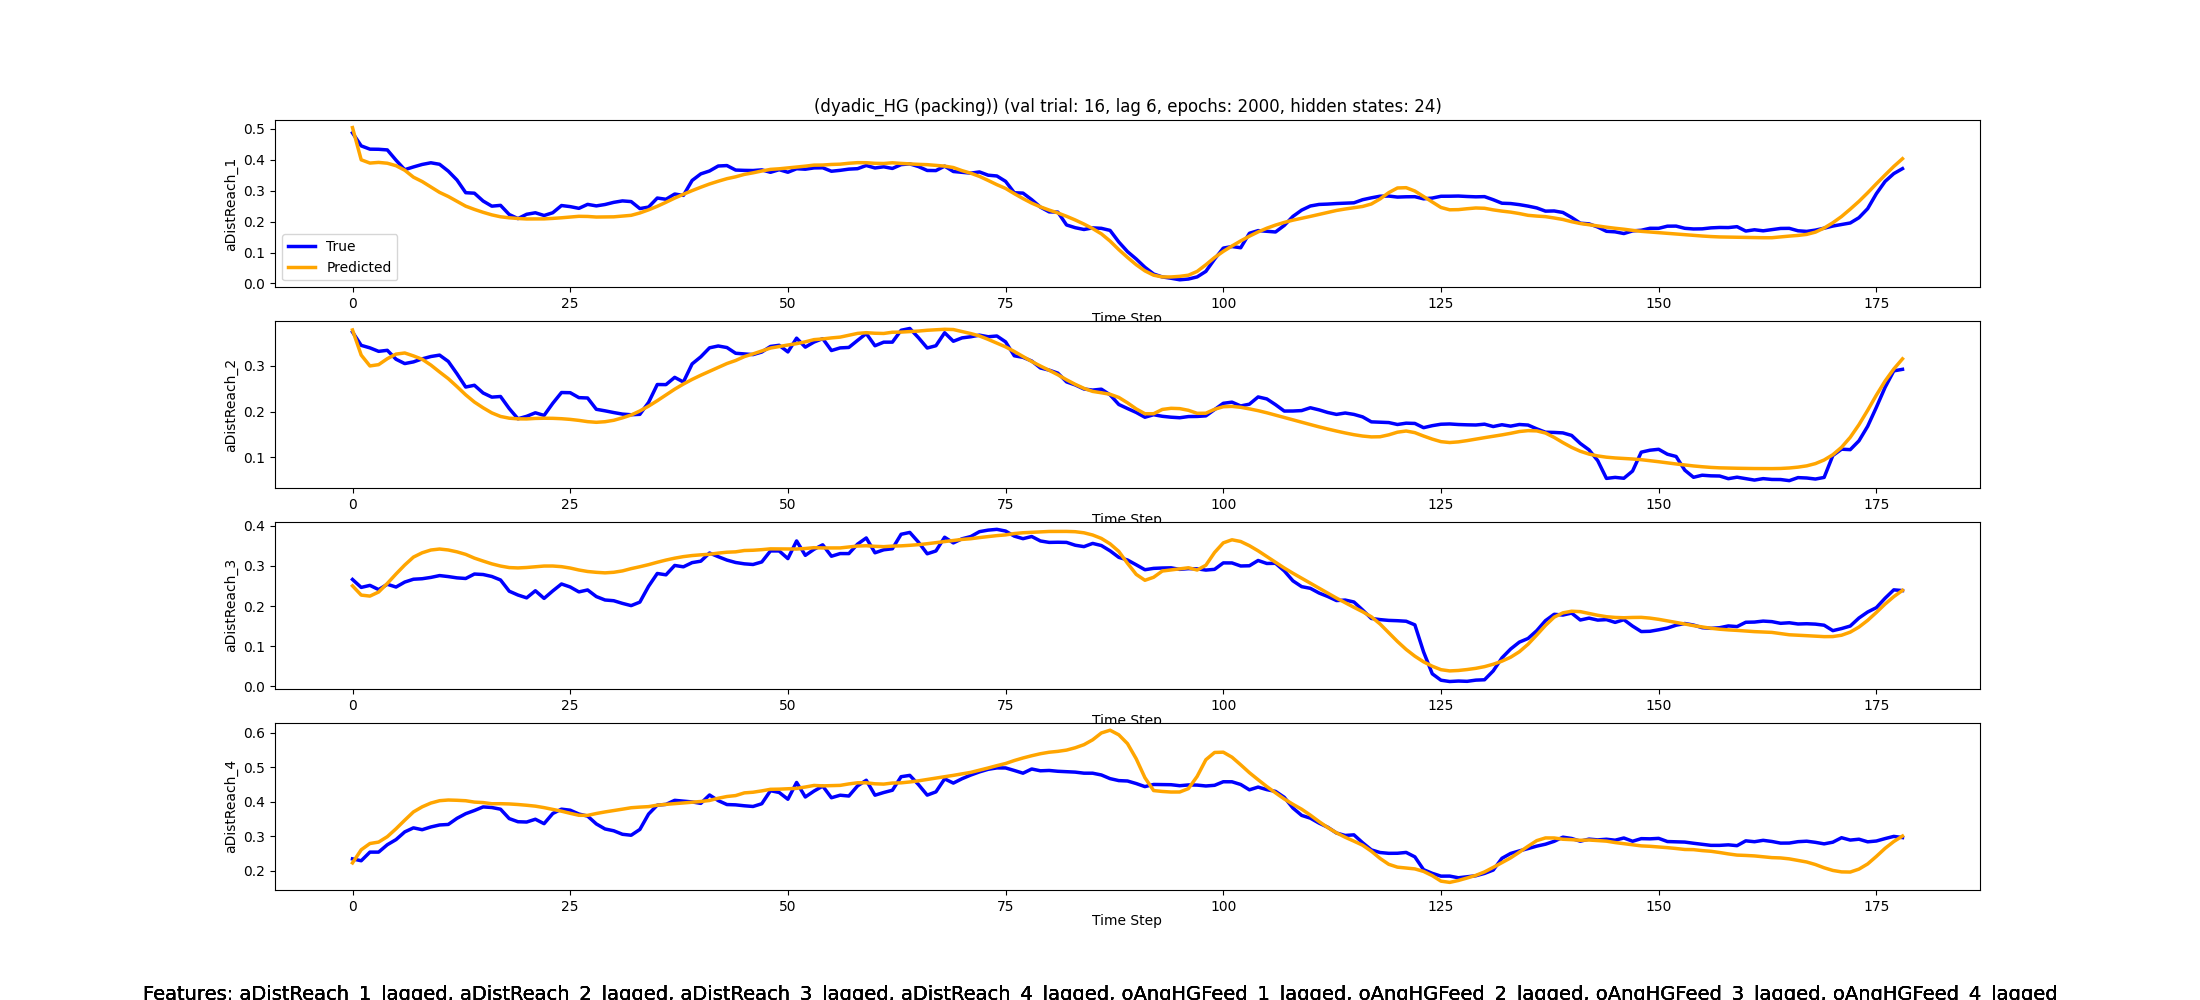 (dyadic_HG (packing)) (val trial: 16, lag 6, epochs: 2000, hidden states: 24)
0.5
0.4
0.3
0.2
0.1
0.0
aDistReach_1
True
Predicted
0 25 50 75 100 125 150 175
Time Step
0.3
0.2
0.1
aDistReach_2
0 25 50 75 100 125 150 175
Time Step
0.4
0.3
0.2
0.1
0.0
aDistReach_3
0 25 50 75 100 125 150 175
Time Step
0.6
0.5
0.4
0.3
0.2
aDistReach_4
0 25 50 75 100 125 150 175
Time Step
Features: aDistReach_1_lagged, aDistReach_2_lagged, aDistReach_3_lagged, aDistReach_4_lagged, oAngHGFeed_1_lagged, oAngHGFeed_2_lagged, oAngHGFeed_3_lagged, oAngHGFeed_4_lagged